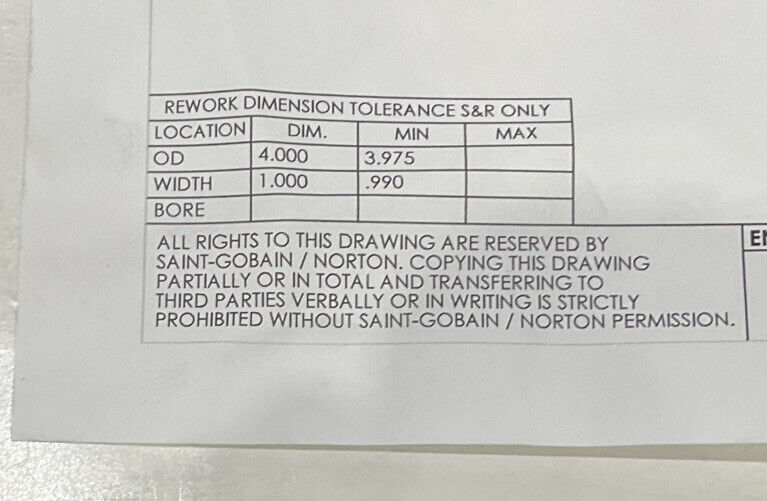 REWORK DIMENSION TOLERANCE S&R ONLY
LOCATION DIM. MIN MAX
OD 4.000 3.975
WIDTH 1.000 .990
BORE
ALL RIGHTS TO THIS DRAWING ARE RESERVED BY
SAINT-GOBAIN / NORTON. COPYING THIS DRAWING
PARTIALLY OR IN TOTAL AND TRANSFERRING TO
THIRD PARTIES VERBALLY OR IN WRITING IS STRICTLY
PROHIBITED WITHOUT SAINT-GOBAIN / NORTON PERMISSION.